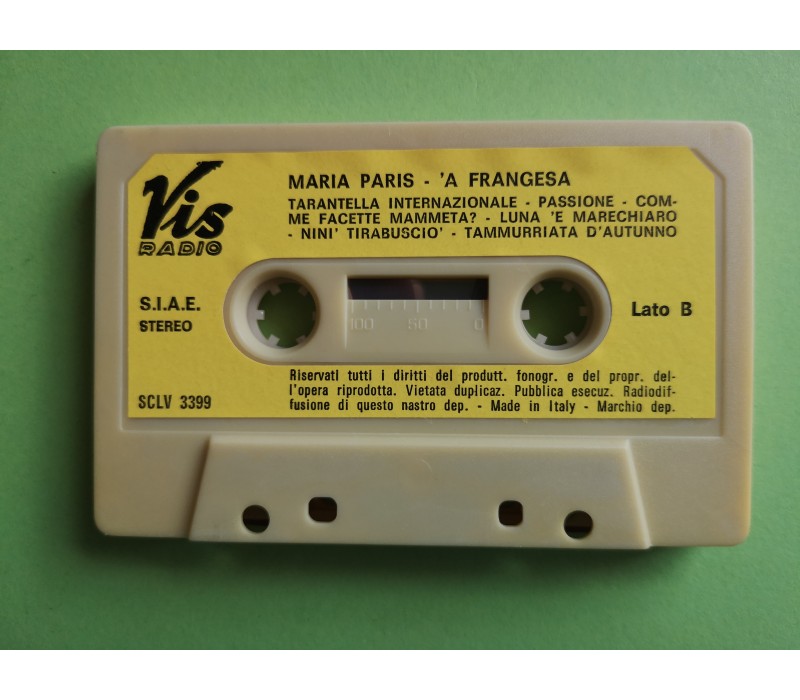 Vis
RADIO
MARIA PARIS - 'A FRANGESA
TARANTELLA INTERNAZIONALE - PASSIONE - COM-
ME FACETTE MAMMETA? - LUNA 'E MARECHIARO
- NINI' TIRABUSCIO' - TAMMURRIATA D'AUTUNNO
S.I.A.E.
STEREO
100 50 0
Lato B
Riservati tutti i diritti del produtt. fonogr. e del propr. del-
l'opera riprodotta. Vietata duplicaz. Pubblica esecuz. Radiodif-
fusione di questo nastro dep. - Made in Italy - Marchio dep.
SCLV 3399